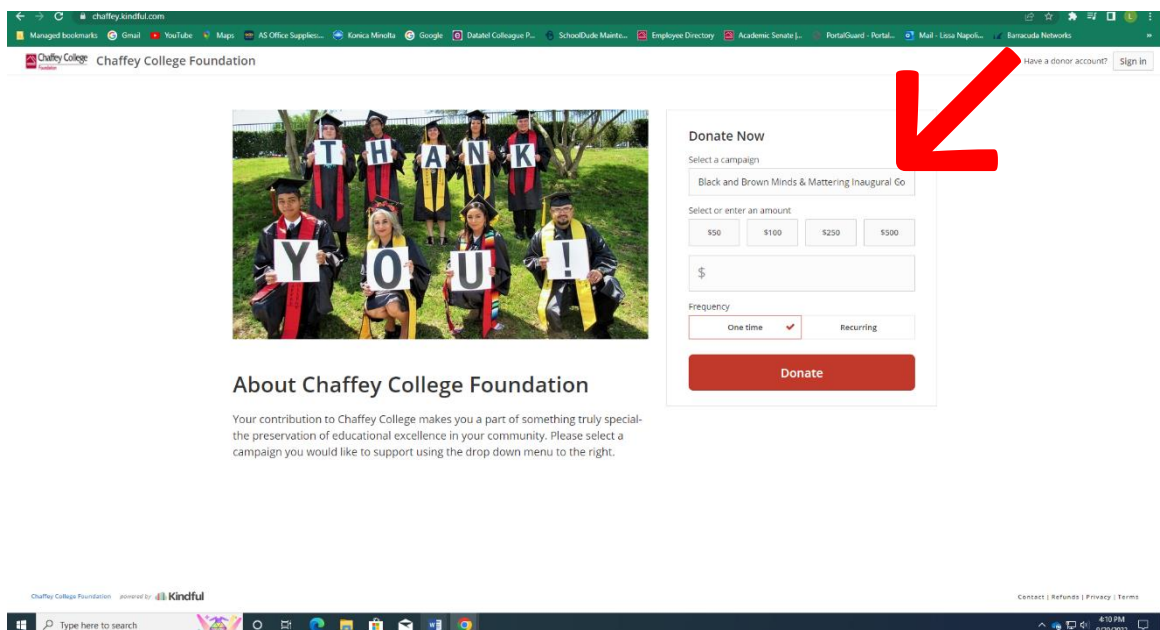 chaffey.kindful.com
Managed bookmarks Gmail YouTube Maps AS Office Supplies... Konica Minolta Google Datatel Colleague P... SchoolDude Mainte... Employee Directory Academic Senate |... PortalGuard - Portal... Mail - Lissa Napoli... Barracuda Networks »
Chaffey College Foundation Chaffey College Foundation Have a donor account? Sign in
T H A N K
Y O U !
Donate Now
Select a campaign
Black and Brown Minds & Mattering Inaugural Go
Select or enter an amount
$50 $100 $250 $500
$
Frequency
One time Recurring
Donate
About Chaffey College Foundation
Your contribution to Chaffey College makes you a part of something truly special-
the preservation of educational excellence in your community. Please select a
campaign you would like to support using the drop down menu to the right.
Chaffey College Foundation powered by Kindful Contact | Refunds | Privacy | Terms
Type here to search 4:10 PM